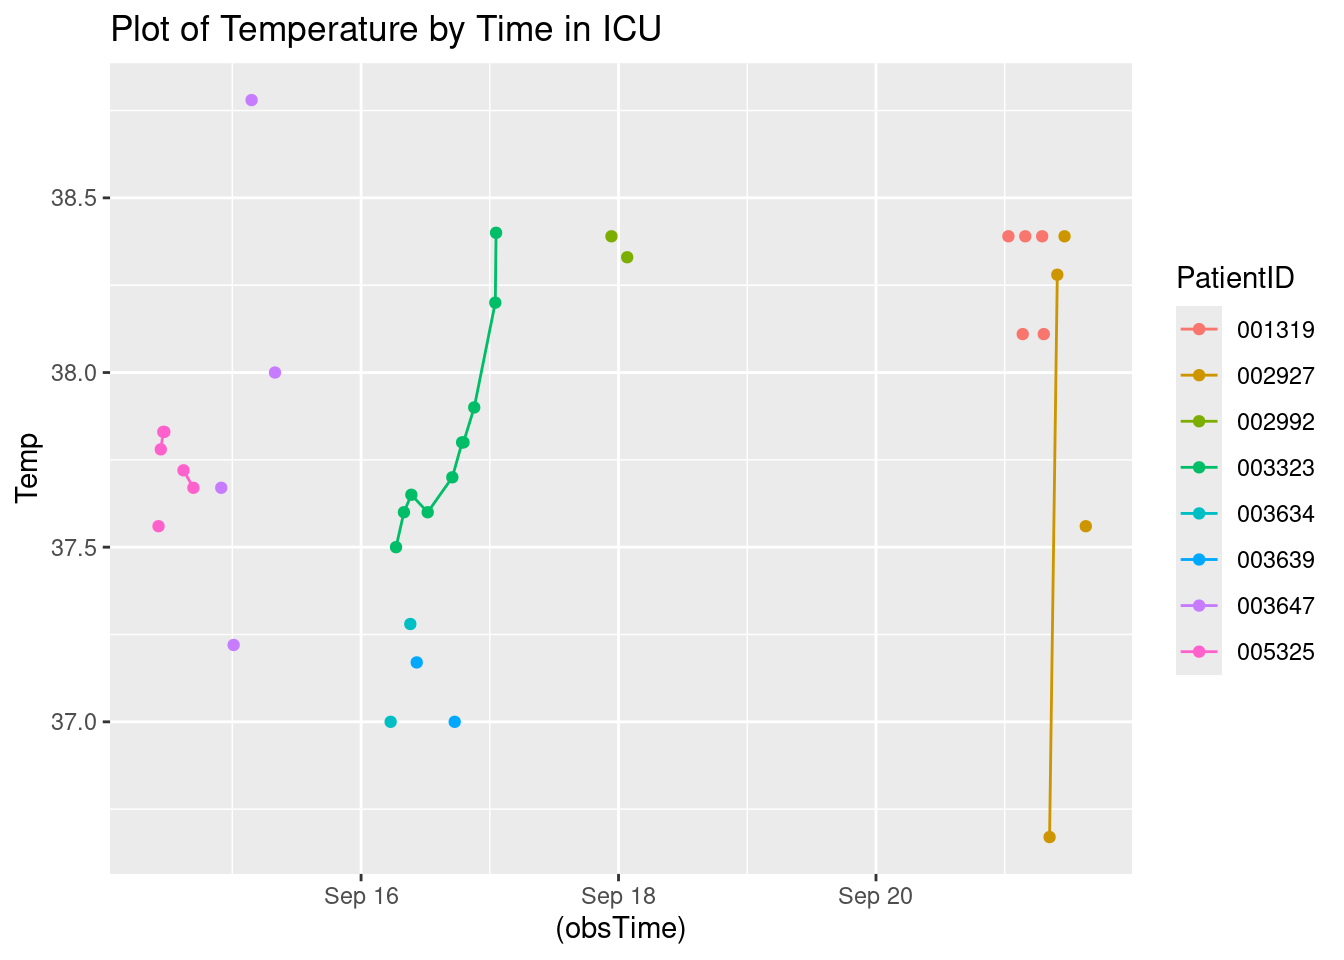 Plot of Temperature by Time in ICU
38.5
38.0
37.5
37.0
Temp
Sep 16
Sep 18
Sep 20
(obsTime)
PatientID
001319
002927
002992
003323
003634
003639
003647
005325